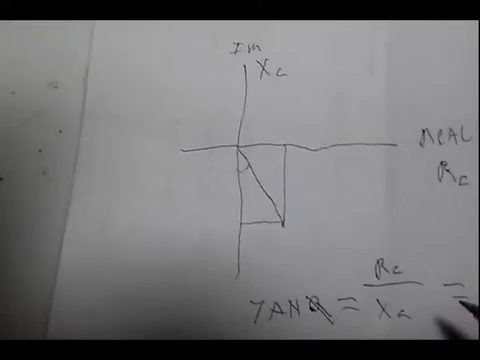 Im
Xc
REAL
Rc
Rc
TAN = =
Xc